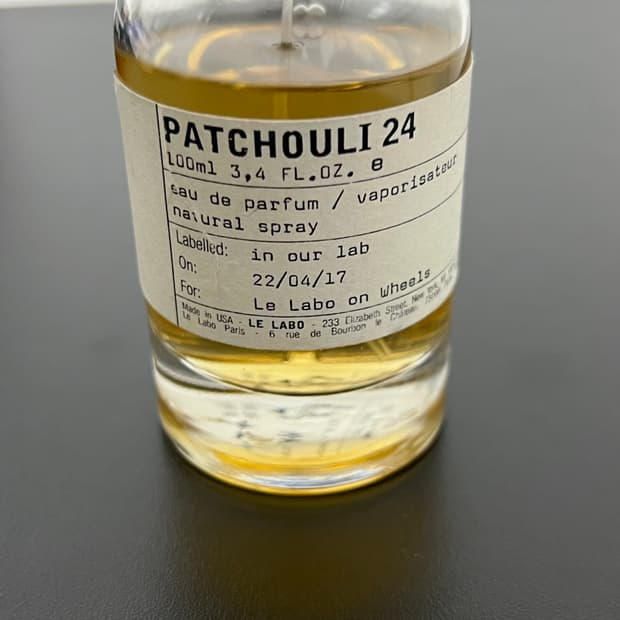 PATCHOULI 24
100ml 3,4 FL.OZ. e
eau de parfum / vaporisateur
natural spray
Labelled: in our lab
On: 22/04/17
For: Le Labo on Wheels
Made in USA - LE LABO - 233 Elizabeth Street, New York,
Le Labo Paris - 6 rue de Bourbon le Château